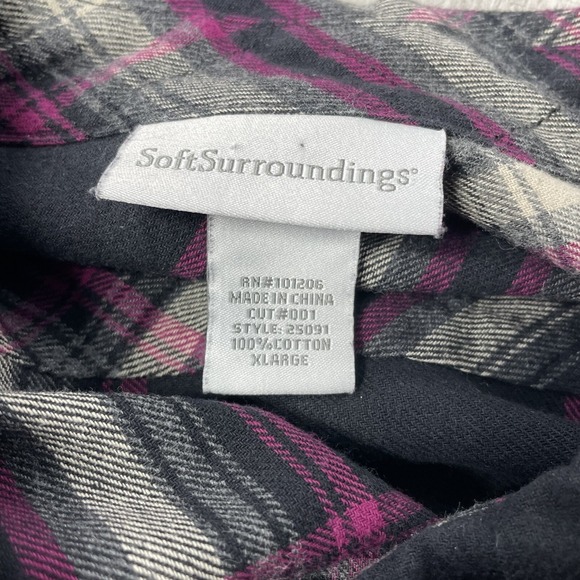 SoftSurroundings®
RN#101206
MADE IN CHINA
CUT#001
STYLE: 25091
100%COTTON
XLARGE